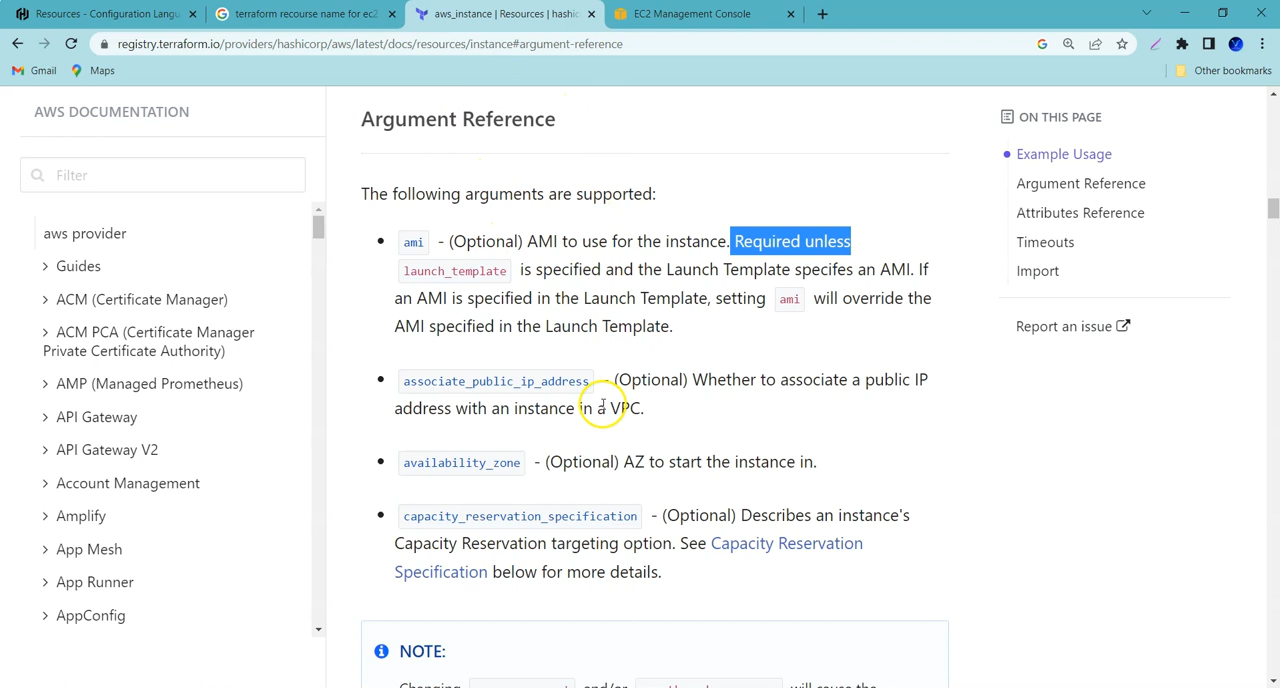 Resources - Configuration Langu
terraform recourse name for ec2
aws_instance | Resources | hashic
EC2 Management Console
registry.terraform.io/providers/hashicorp/aws/latest/docs/resources/instance#argument-reference
Gmail
Maps
Other bookmarks
AWS DOCUMENTATION
Filter
aws provider
Guides
ACM (Certificate Manager)
ACM PCA (Certificate Manager
Private Certificate Authority)
AMP (Managed Prometheus)
API Gateway
API Gateway V2
Account Management
Amplify
App Mesh
App Runner
AppConfig
Argument Reference
The following arguments are supported:
ami - (Optional) AMI to use for the instance. Required unless
launch_template is specified and the Launch Template specifes an AMI. If
an AMI is specified in the Launch Template, setting ami will override the
AMI specified in the Launch Template.
associate_public_ip_address - (Optional) Whether to associate a public IP
address with an instance in a VPC.
availability_zone - (Optional) AZ to start the instance in.
capacity_reservation_specification - (Optional) Describes an instance's
Capacity Reservation targeting option. See Capacity Reservation
Specification below for more details.
NOTE:
Changing and/or will cause the
ON THIS PAGE
Example Usage
Argument Reference
Attributes Reference
Timeouts
Import
Report an issue